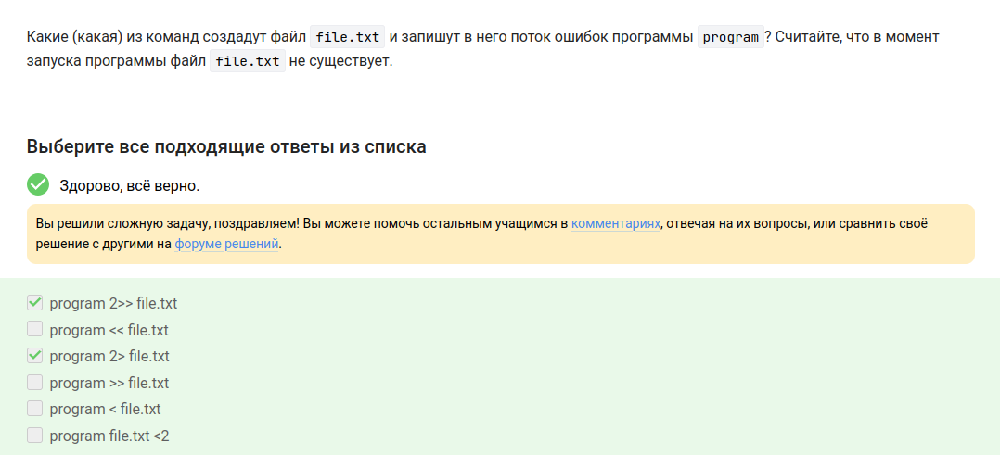 Какие (какая) из команд создадут файл file.txt и запишут в него поток ошибок программы program? Считайте, что в момент
запуска программы файл file.txt не существует.
Выберите все подходящие ответы из списка
Здорово, всё верно.
Вы решили сложную задачу, поздравляем! Вы можете помочь остальным учащимся в комментариях, отвечая на их вопросы, или сравнить своё
решение с другими на форуме решений.
program 2>> file.txt
program << file.txt
program 2> file.txt
program >> file.txt
program < file.txt
program file.txt <2